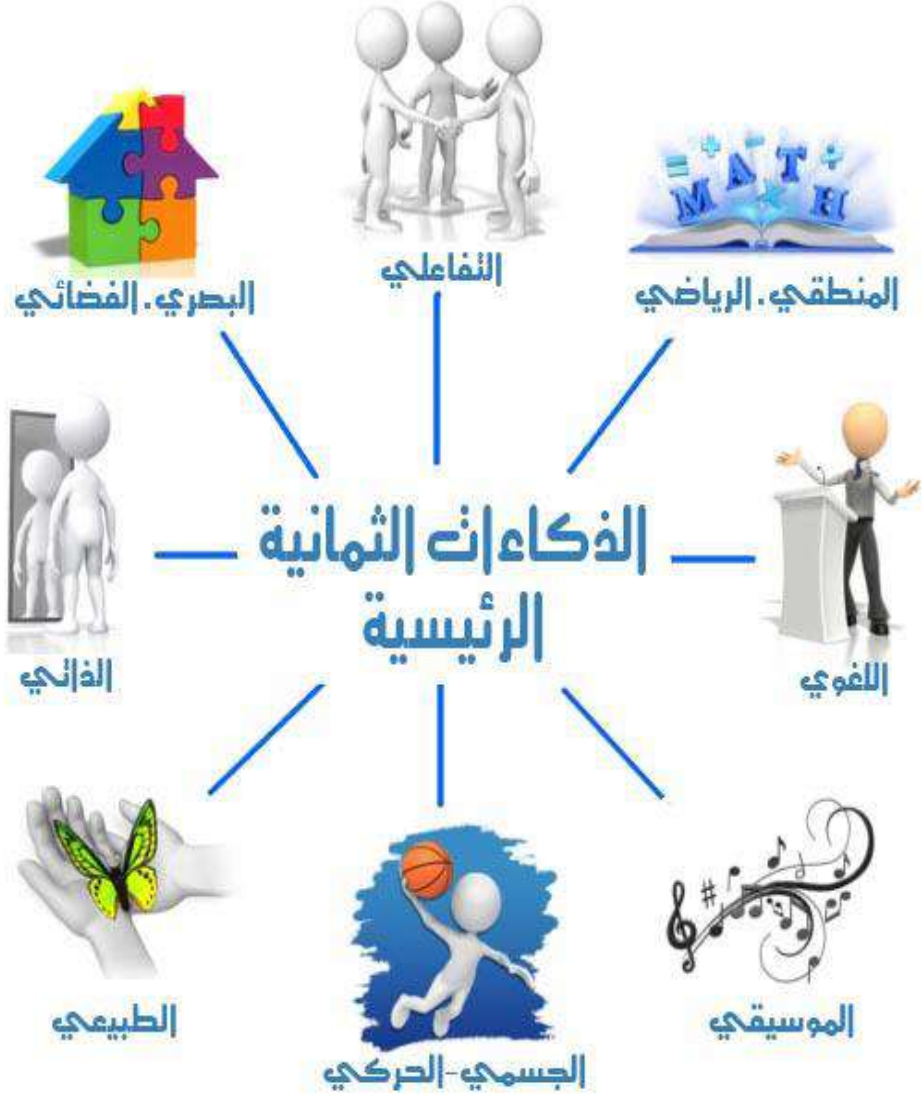 التفاعلي
المنطقي. الرياضي
MATH
البصري. الفضائي
الذكاءات الثمانية
الرئيسية
اللغوي
الذاتي
الموسيقي
الجسمي-الحركي
الطبيعي